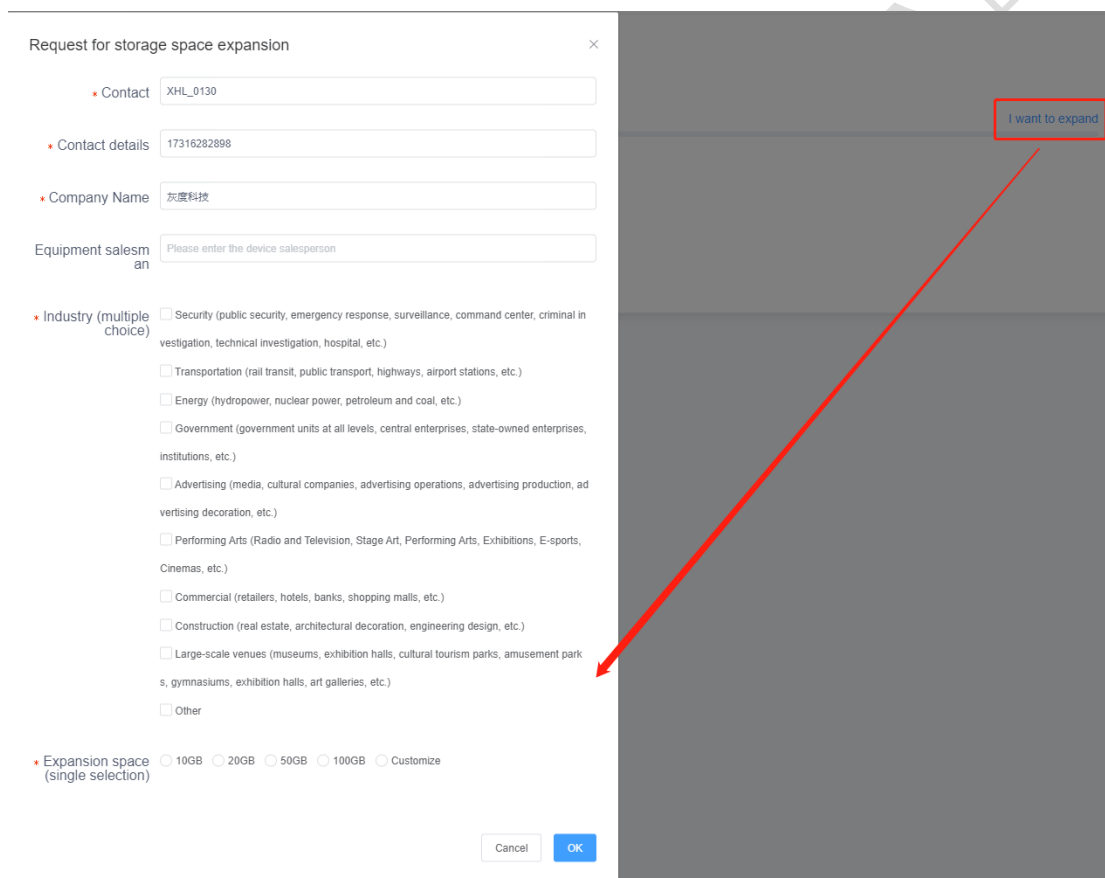 Request for storage space expansion
I want to expand
* Contact XHL_0130
* Contact details 17316282898
* Company Name 灰度科技
Equipment salesm Please enter the device salesperson
an
* Industry (multiple Security (public security, emergency response, surveillance, command center, criminal in
choice)
vestigation, technical investigation, hospital, etc.)
Transportation (rail transit, public transport, highways, airport stations, etc.)
Energy (hydropower, nuclear power, petroleum and coal, etc.)
Government (government units at all levels, central enterprises, state-owned enterprises,
institutions, etc.)
Advertising (media, cultural companies, advertising operations, advertising production, ad
vertising decoration, etc.)
Performing Arts (Radio and Television, Stage Art, Performing Arts, Exhibitions, E-sports,
Cinemas, etc.)
Commercial (retailers, hotels, banks, shopping malls, etc.)
Construction (real estate, architectural decoration, engineering design, etc.)
Large-scale venues (museums, exhibition halls, cultural tourism parks, amusement park
s, gymnasiums, exhibition halls, art galleries, etc.)
Other
* Expansion space 10GB 20GB 50GB 100GB Customize
(single selection)
Cancel OK